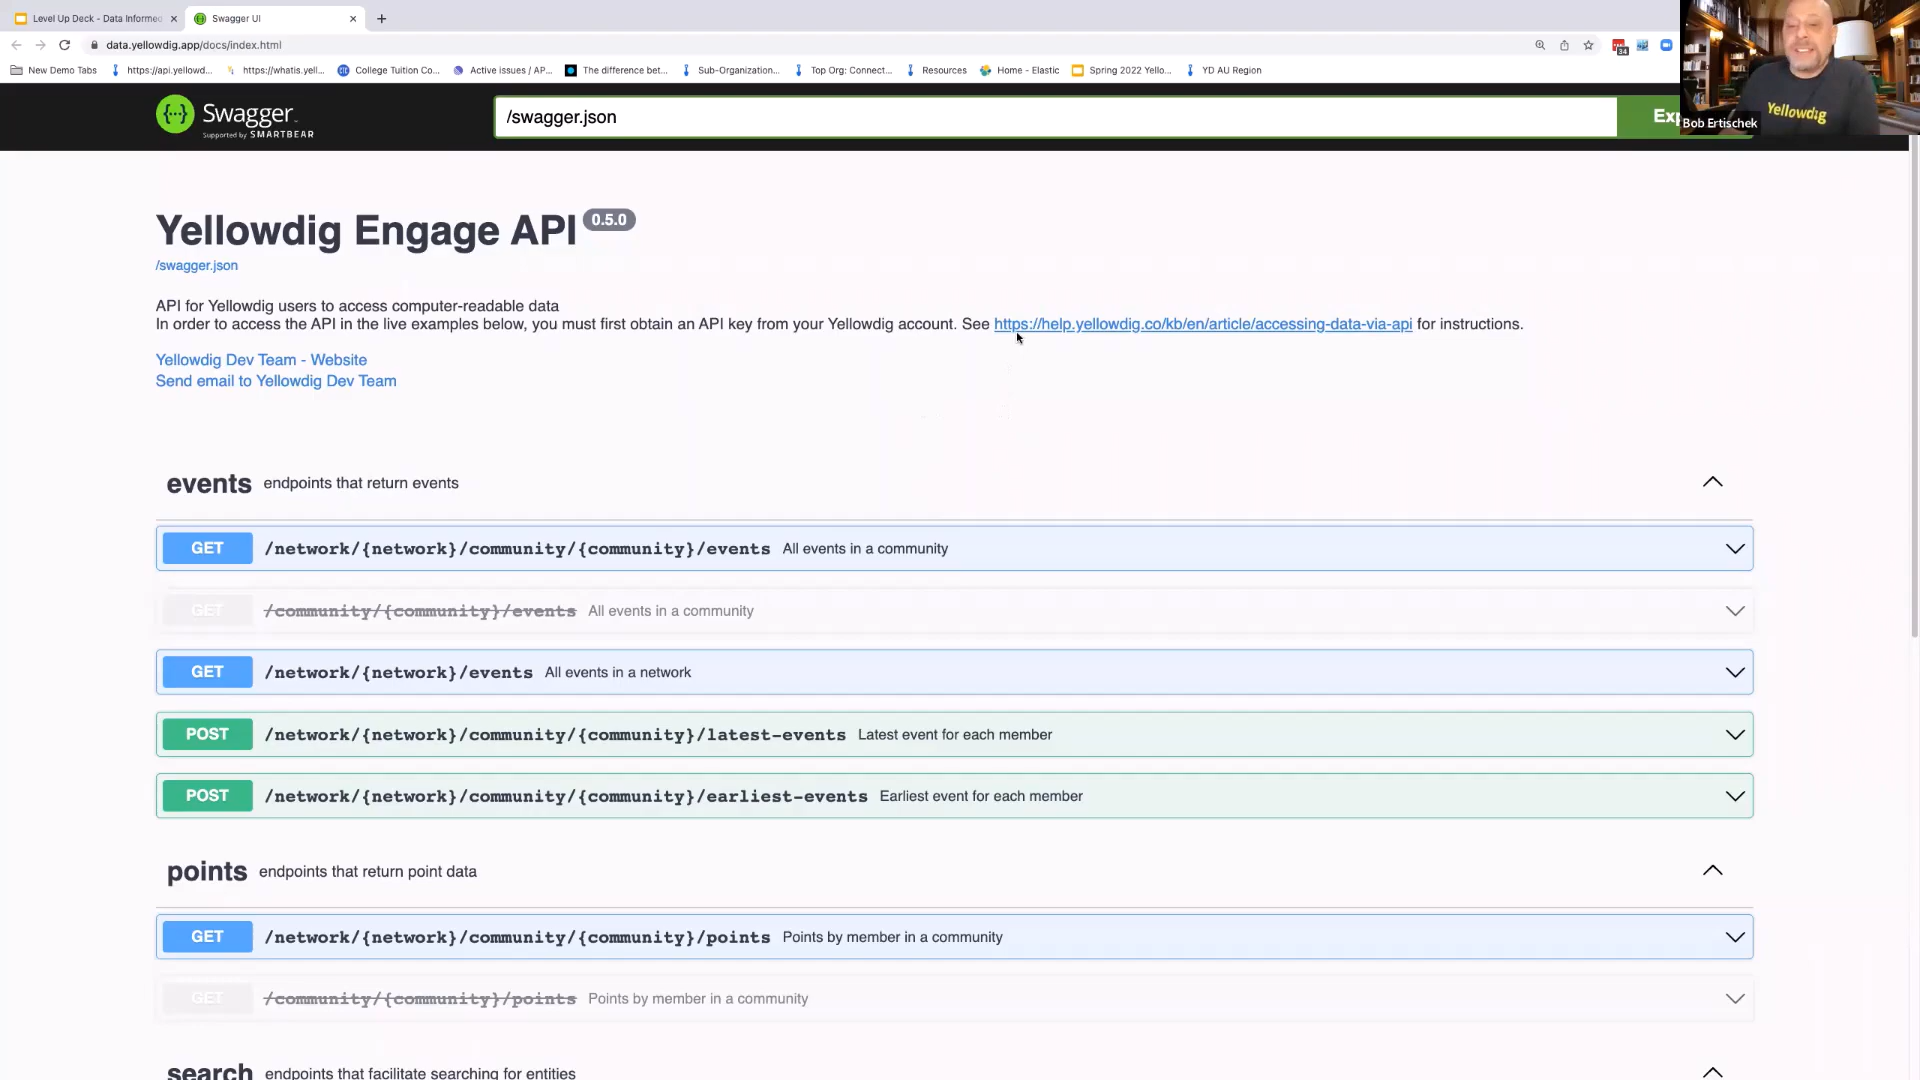 Level Up Deck - Data Informed
Swagger UI
data.yellowdig.app/docs/index.html
New Demo Tabs
https://api.yellowd...
https://whatis.yell...
College Tuition Co...
Active issues / AP...
The difference bet...
Sub-Organization...
Top Org: Connect...
Resources
Home - Elastic
Spring 2022 Yello...
YD AU Region
34
Yellowdig
Bob Ertischek
Swagger
Supported by SMARTBEAR
/swagger.json
Exp
Yellowdig Engage API 0.5.0
/swagger.json
API for Yellowdig users to access computer-readable data
In order to access the API in the live examples below, you must first obtain an API key from your Yellowdig account. See https://help.yellowdig.co/kb/en/article/accessing-data-via-api for instructions.
Yellowdig Dev Team - Website
Send email to Yellowdig Dev Team
events endpoints that return events
GET /network/{network}/community/{community}/events All events in a community
GET /community/{community}/events All events in a community
GET /network/{network}/events All events in a network
POST /network/{network}/community/{community}/latest-events Latest event for each member
POST /network/{network}/community/{community}/earliest-events Earliest event for each member
points endpoints that return point data
GET /network/{network}/community/{community}/points Points by member in a community
GET /community/{community}/points Points by member in a community
search endpoints that facilitate searching for entities